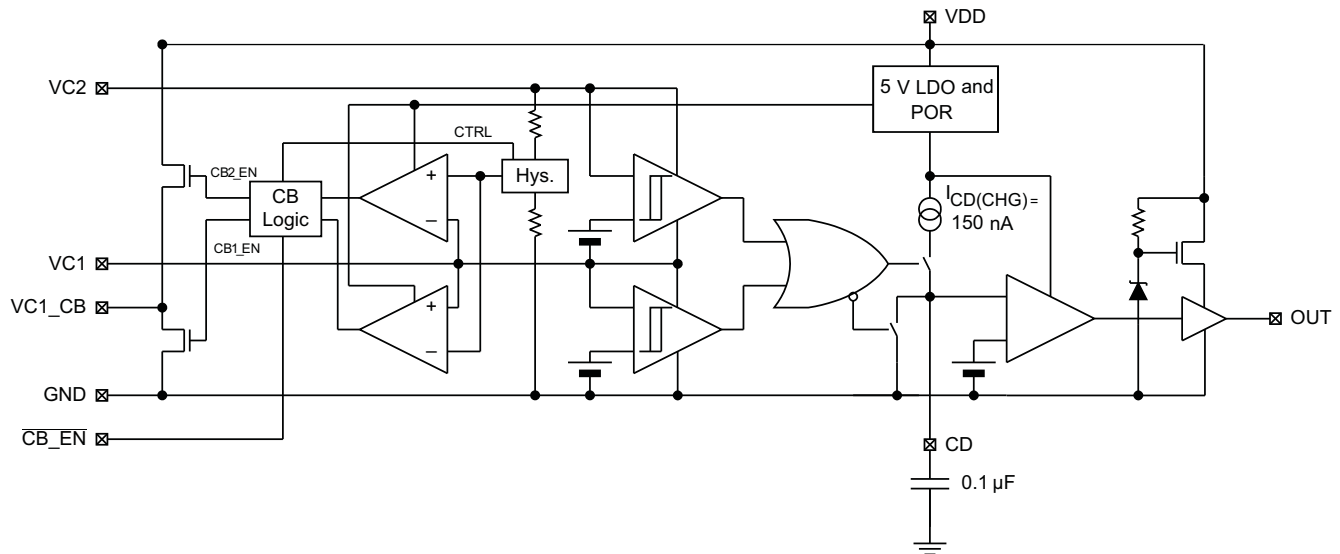 VDD
VC2
5 V LDO and
POR
CTRL
CB2_EN
+
Hys.
CB
Logic
−
I CD(CHG) =
150 nA
CB1_EN
VC1
VC1_CB
+
−
OUT
GND
CB_EN
CD
0.1 µF